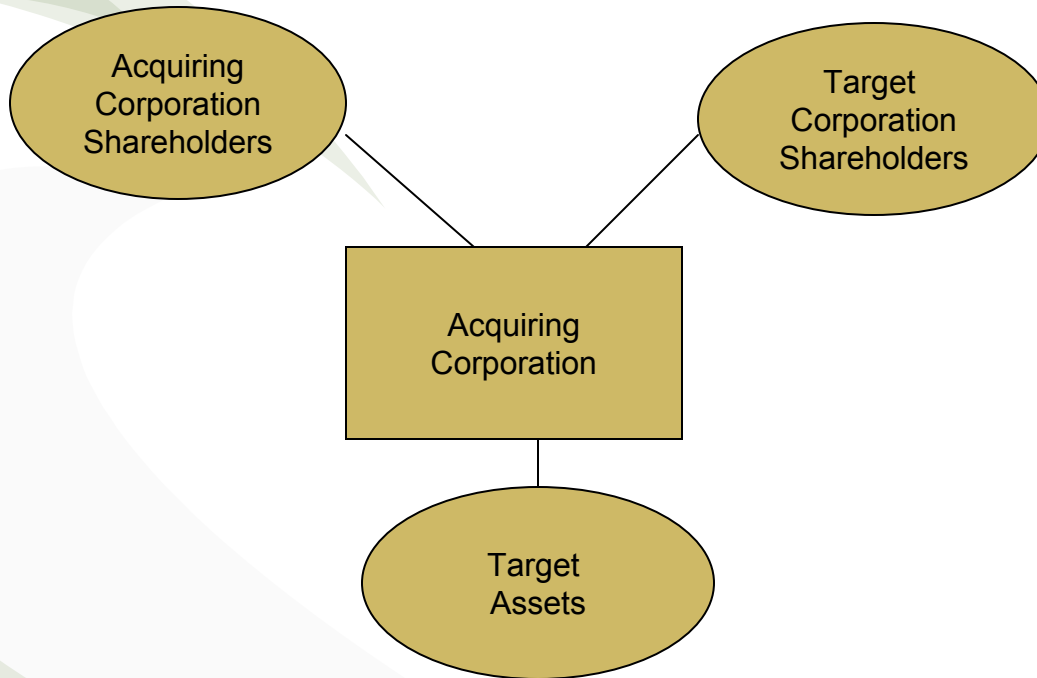 Acquiring
Corporation
Shareholders
Target
Corporation
Shareholders
Acquiring
Corporation
Target
Assets